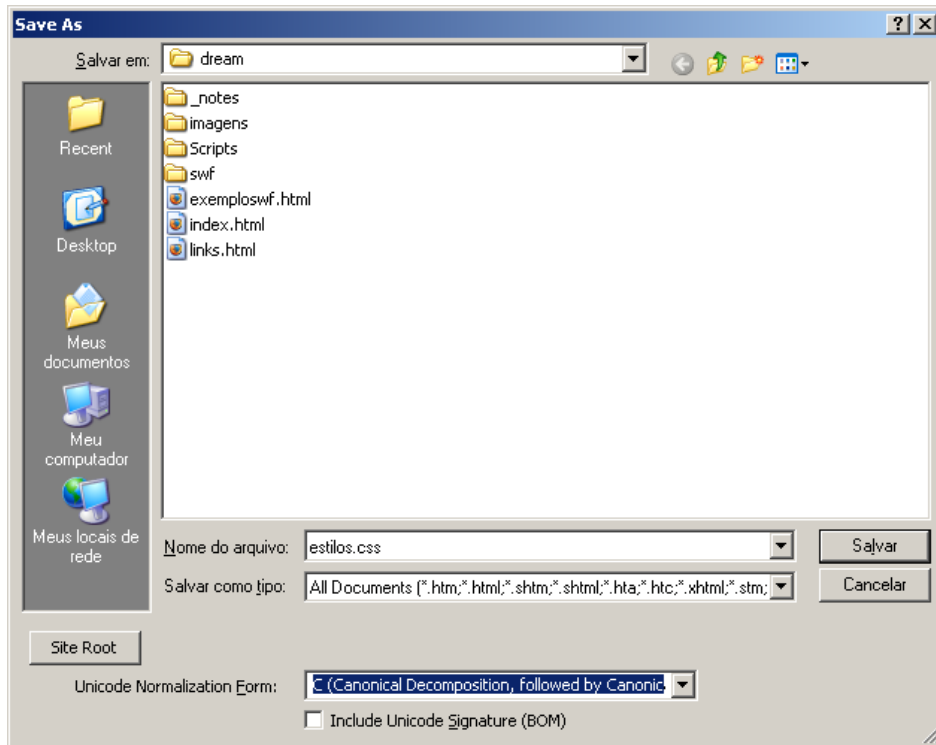 Save As
Salvar em:
dream
Recent
Desktop
Meus
documentos
Meu
computador
Meus locais de
rede
_notes
imagens
Scripts
swf
exemploswf.html
index.html
links.html
Nome do arquivo:
estilos.css
Salvar
Salvar como tipo:
All Documents (*.htm;*.html;*.shtm;*.shtml;*.hta;*.htc;*.xhtml;*.stm;
Cancelar
Site Root
Unicode Normalization Form:
C (Canonical Decomposition, followed by Canonic
Include Unicode Signature (BOM)